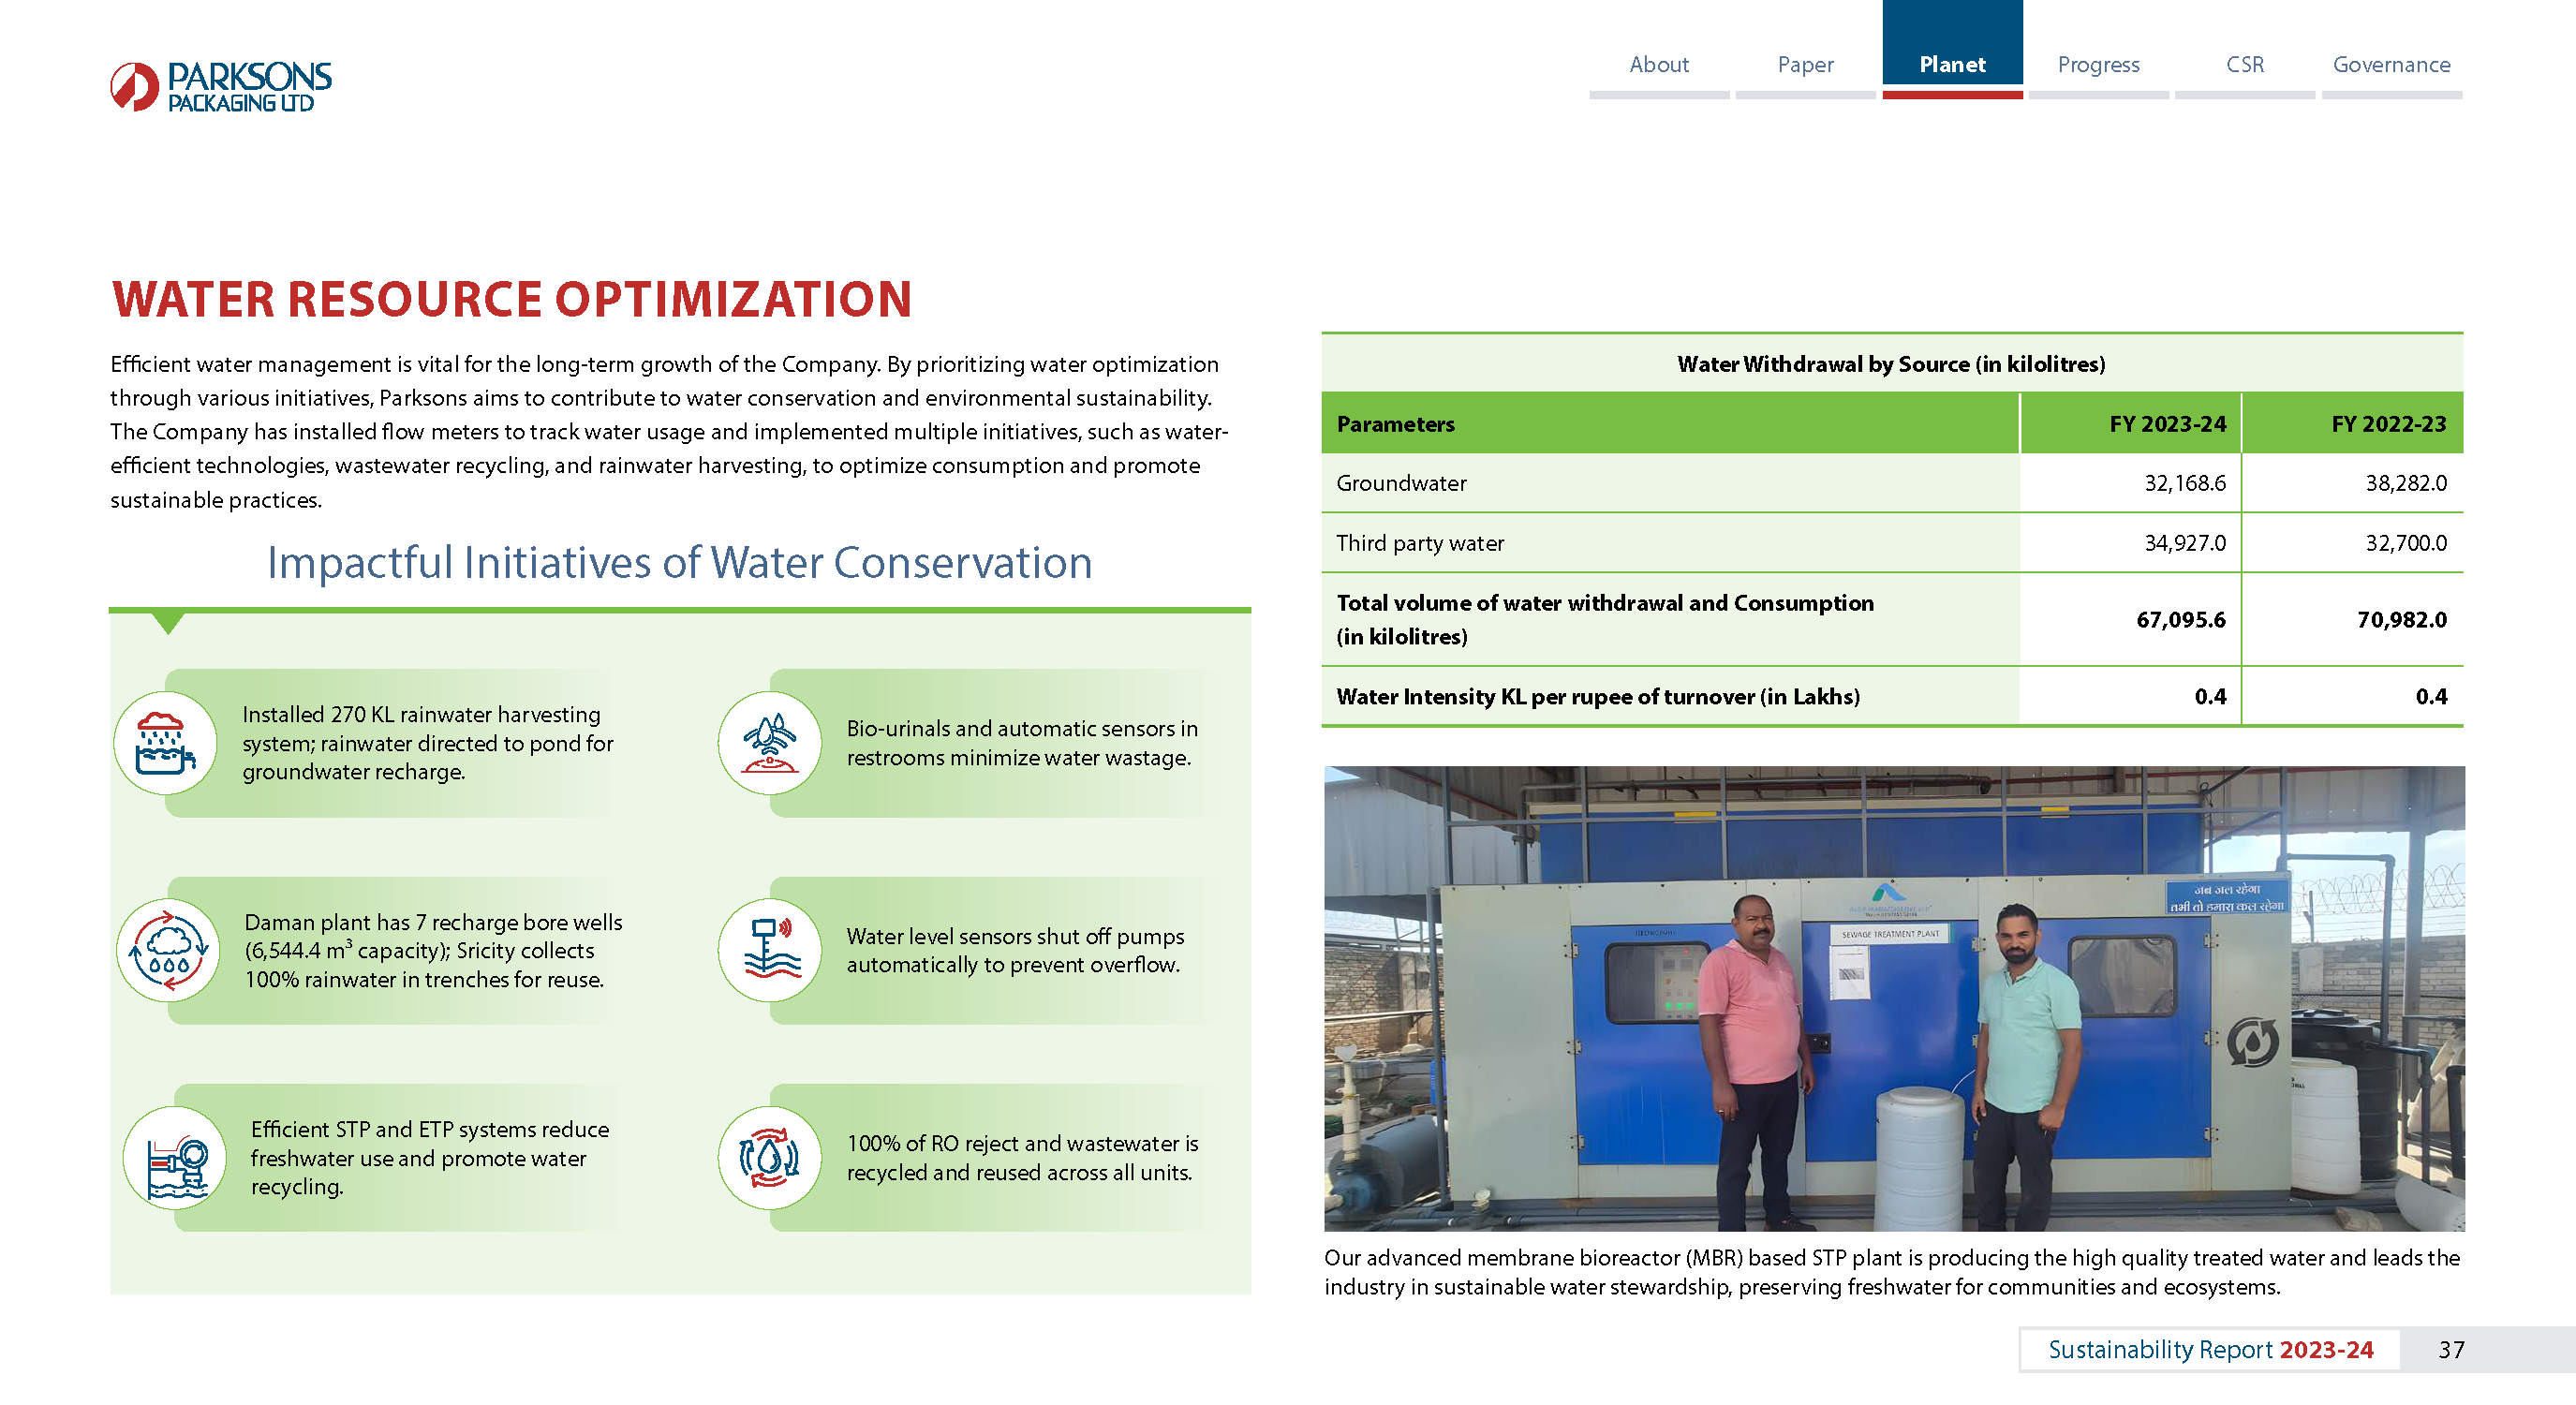 PARKSONS
PACKAGING LTD
About Paper Planet Progress CSR Governance
WATER RESOURCE OPTIMIZATION
Efficient water management is vital for the long-term growth of the Company. By prioritizing water optimization
through various initiatives, Parksons aims to contribute to water conservation and environmental sustainability.
The Company has installed flow meters to track water usage and implemented multiple initiatives, such as water-
efficient technologies, wastewater recycling, and rainwater harvesting, to optimize consumption and promote
sustainable practices.
Impactful Initiatives of Water Conservation
Installed 270 KL rainwater harvesting
system; rainwater directed to pond for
groundwater recharge.
Bio-urinals and automatic sensors in
restrooms minimize water wastage.
Daman plant has 7 recharge bore wells
(6,544.4 m³ capacity); Sricity collects
100% rainwater in trenches for reuse.
Water level sensors shut off pumps
automatically to prevent overflow.
Efficient STP and ETP systems reduce
freshwater use and promote water
recycling.
100% of RO reject and wastewater is
recycled and reused across all units.
Water Withdrawal by Source (in kilolitres)
Parameters FY 2023-24 FY 2022-23
Groundwater 32,168.6 38,282.0
Third party water 34,927.0 32,700.0
Total volume of water withdrawal and Consumption
(in kilolitres) 67,095.6 70,982.0
Water Intensity KL per rupee of turnover (in Lakhs) 0.4 0.4
जब जल रहेगा
तभी तो हमारा कल रहेगा
SEWAGE TREATMENT PLANT
Our advanced membrane bioreactor (MBR) based STP plant is producing the high quality treated water and leads the
industry in sustainable water stewardship, preserving freshwater for communities and ecosystems.
Sustainability Report 2023-24 37